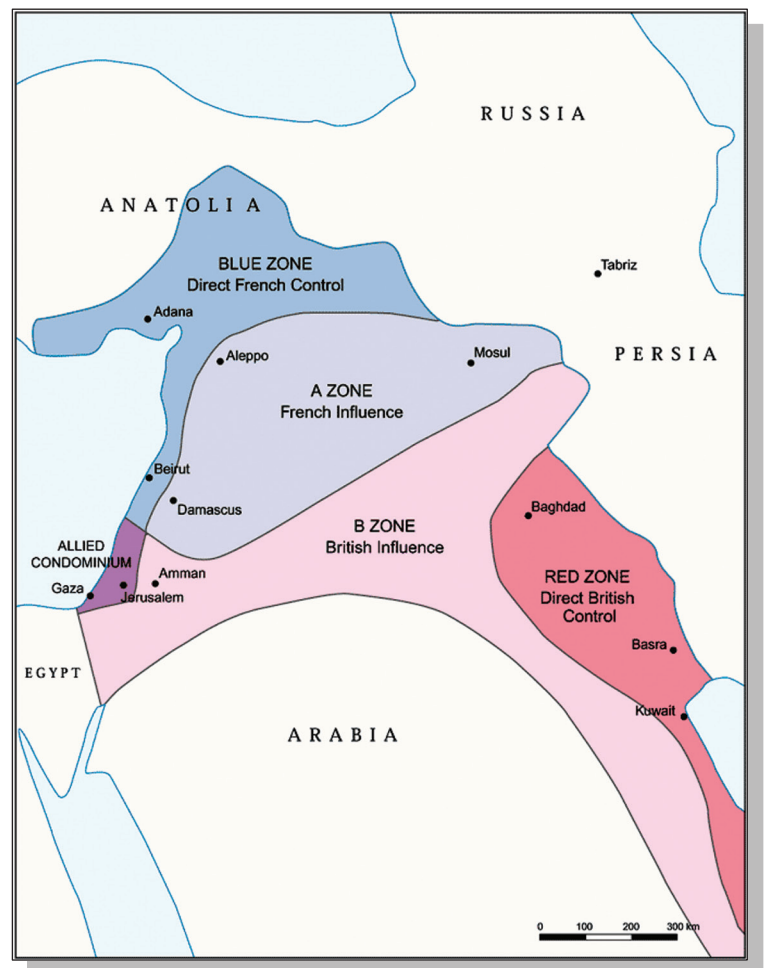 RUSSIA
ANATOLIA
BLUE ZONE
Direct French Control
Tabriz
Adana
PERSIA
Aleppo
Mosul
A ZONE
French Influence
Beirut
Damascus
Baghdad
B ZONE
British Influence
ALLIED
CONDOMINIUM
Amman
Gaza
Jerusalem
RED ZONE
Direct British
Control
Basra
EGYPT
Kuwait
ARABIA
0 100 200 300 km